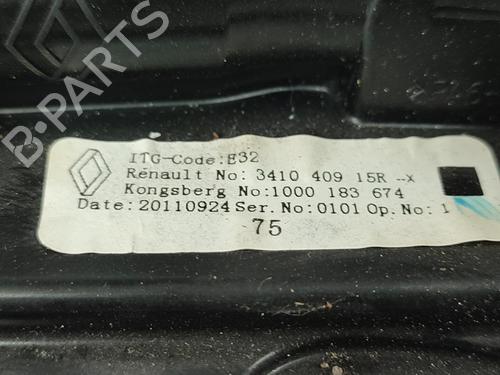 B-PARTS
ITG-Code:E32
Renault No: 3410 409 15R --X
Kongsberg No:1000 183 674
Date: 20110924 Ser. No:0101 Op. No: 1
75